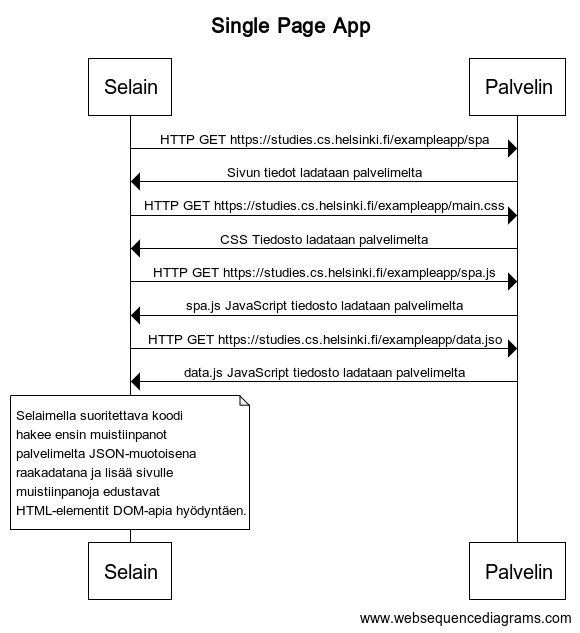 Single Page App
Selain
Palvelin
HTTP GET https://studies.cs.helsinki.fi/exampleapp/spa
Sivun tiedot ladataan palvelimelta
HTTP GET https://studies.cs.helsinki.fi/exampleapp/main.css
CSS Tiedosto ladataan palvelimelta
HTTP GET https://studies.cs.helsinki.fi/exampleapp/spa.js
spa.js JavaScript tiedosto ladataan palvelimelta
HTTP GET https://studies.cs.helsinki.fi/exampleapp/data.jso
data.js JavaScript tiedosto ladataan palvelimelta
Selaimella suoritettava koodi
hakee ensin muistiinpanot
palvelimelta JSON-muotoisena
raakadatana ja lisää sivulle
muistiinpanoja edustavat
HTML-elementit DOM-apia hyödyntäen.
Selain
Palvelin
www.websequencediagrams.com